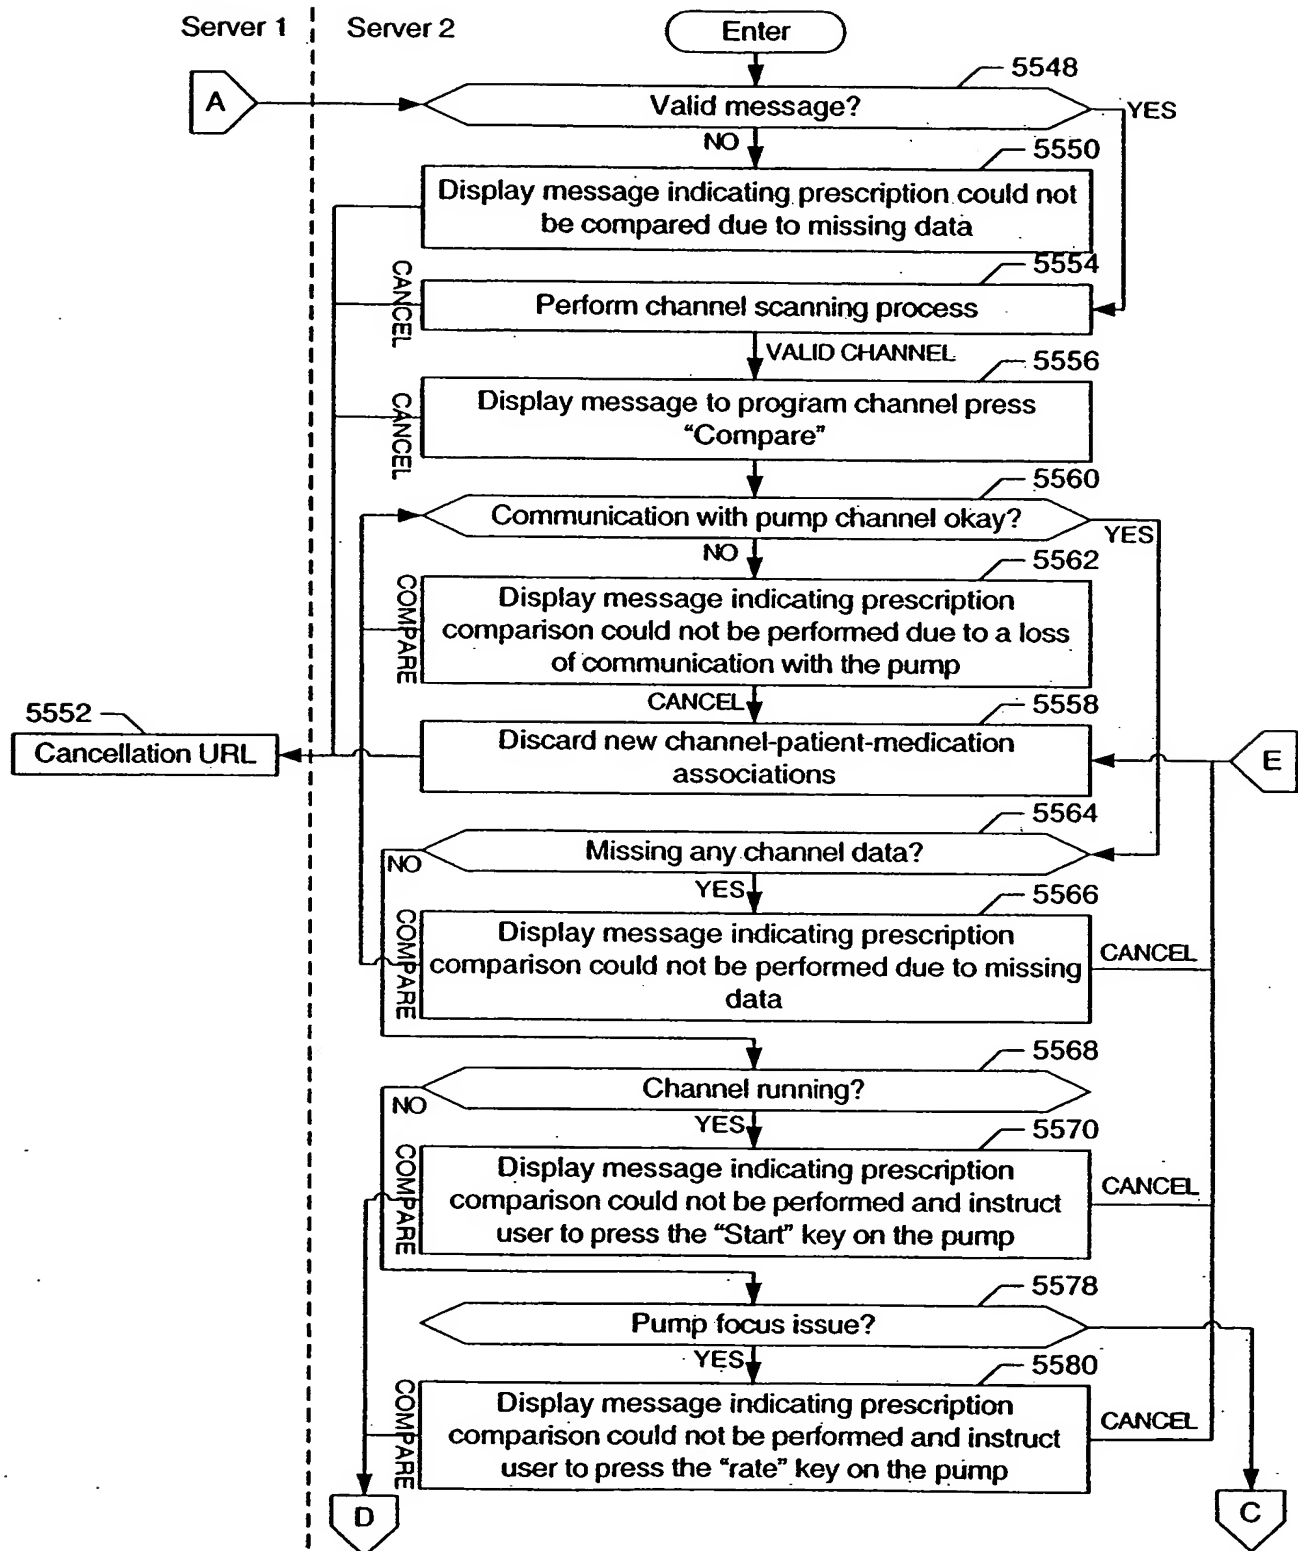 Server 1
Server 2
Enter
A
5548
Valid message?
YES
NO
5550
Display message indicating prescription could not
be compared due to missing data
5554
CANCEL
Perform channel scanning process
VALID CHANNEL
5556
CANCEL
Display message to program channel press
“Compare”
5560
Communication with pump channel okay?
YES
NO
5562
COMPARE
Display message indicating prescription
comparison could not be performed due to a loss
of communication with the pump
CANCEL
5558
5552
Cancellation URL
Discard new channel-patient-medication
associations
E
5564
Missing any channel data?
NO
YES
5566
COMPARE
Display message indicating prescription
comparison could not be performed due to missing
data
CANCEL
5568
Channel running?
NO
YES
5570
COMPARE
Display message indicating prescription
comparison could not be performed and instruct
user to press the “Start” key on the pump
CANCEL
5578
Pump focus issue?
YES
5580
COMPARE
Display message indicating prescription
comparison could not be performed and instruct
user to press the “rate” key on the pump
CANCEL
D
C